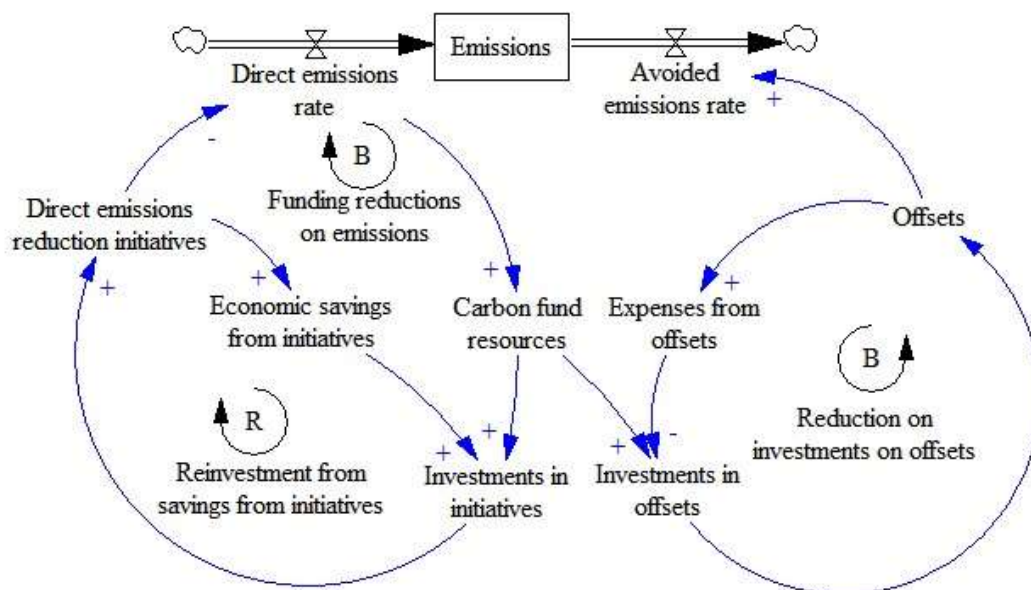 Emissions
Direct emissions
rate
Avoided
emissions rate
+
-
B
Funding reductions
on emissions
Direct emissions
reduction initiatives
Offsets
+
+
+
+
Economic savings
from initiatives
Carbon fund
resources
Expenses from
offsets
B
R
Reduction on
investments on offsets
+
+
+
-
Reinvestment from
savings from initiatives
Investments in
initiatives
Investments in
offsets